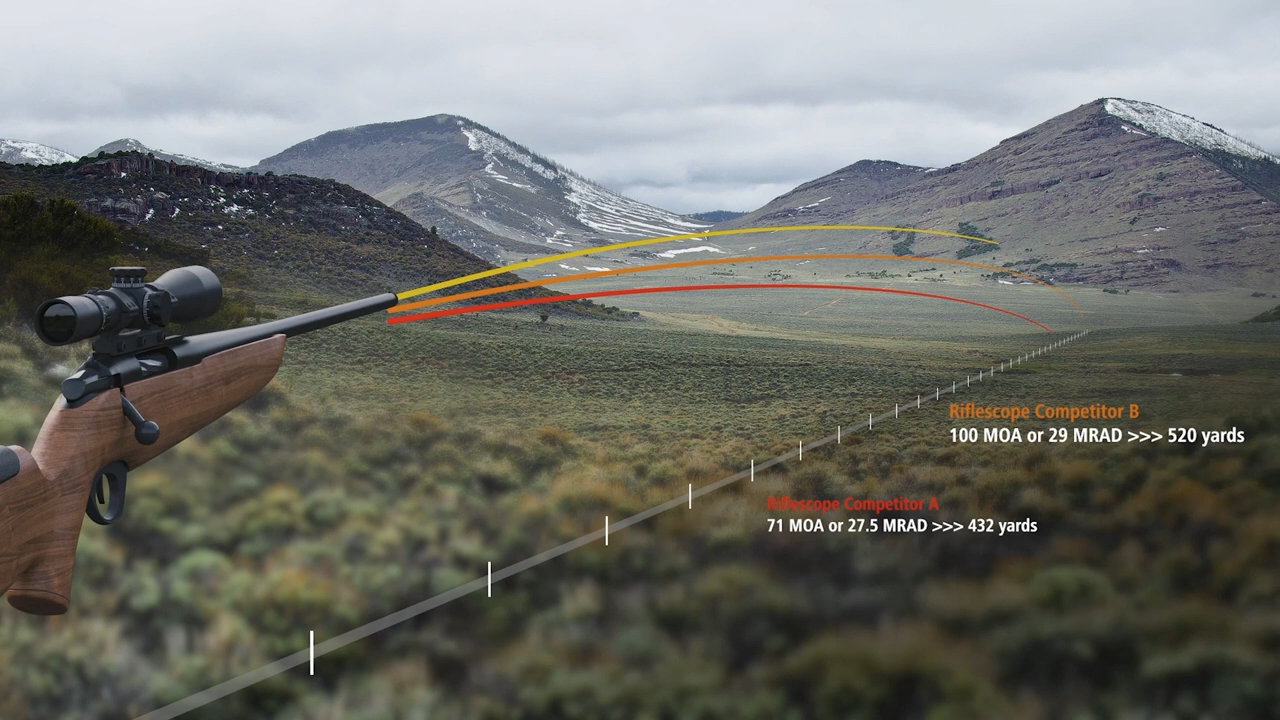 Riflescope Competitor B
100 MOA or 29 MRAD >>> 520 yards
Riflescope Competitor A
71 MOA or 27.5 MRAD >>> 432 yards